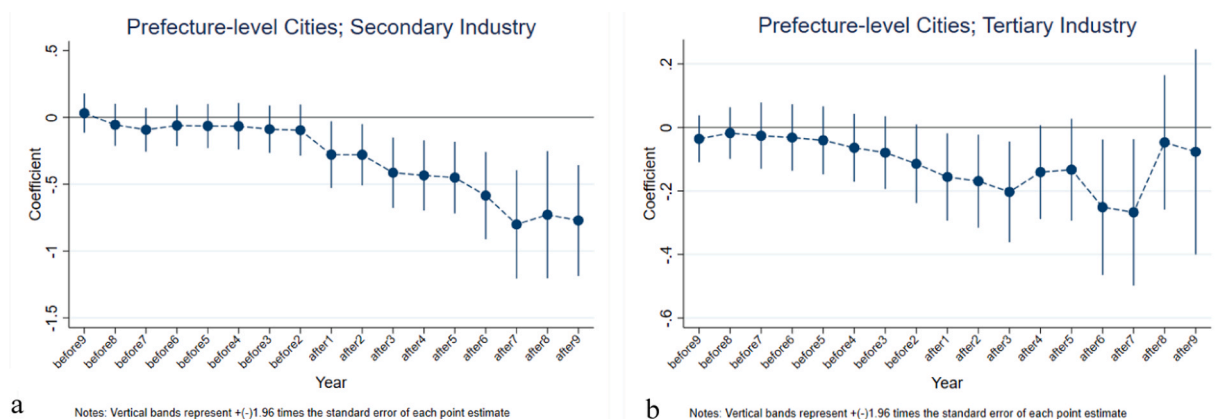 Prefecture-level Cities; Secondary Industry
.5
0
-.5
-1
-1.5
Coefficient
before9
before8
before7
before6
before5
before4
before3
before2
after1
after2
after3
after4
after5
after6
after7
after8
after9
Year
a
Notes: Vertical bands represent +(-)1.96 times the standard error of each point estimate
Prefecture-level Cities; Tertiary Industry
.2
0
-.2
-.4
-.6
Coefficient
before9
before8
before7
before6
before5
before4
before3
before2
after1
after2
after3
after4
after5
after6
after7
after8
after9
Year
b
Notes: Vertical bands represent +(-)1.96 times the standard error of each point estimate